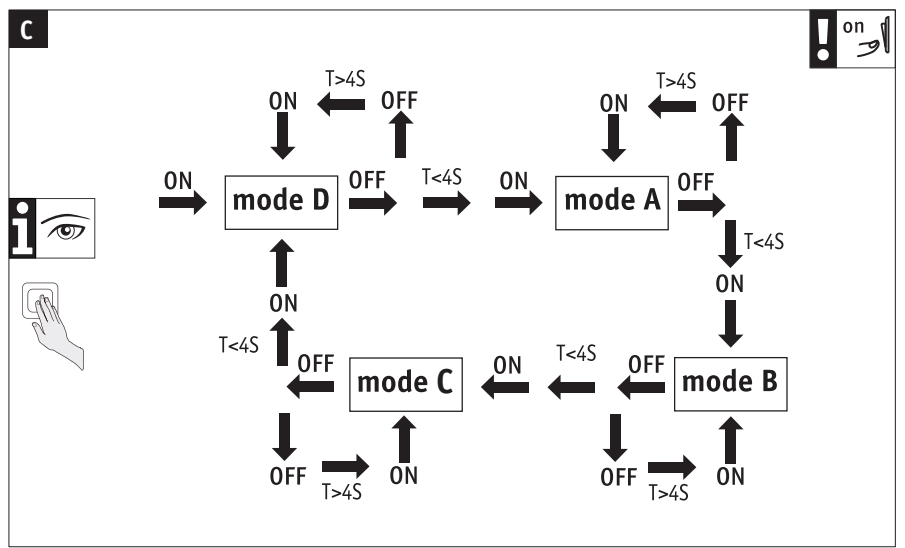 C
! on
T>4S
T>4S
ON OFF
ON OFF
ON
mode D
OFF
T<4S
ON
mode A
OFF
T<4S
i
ON
ON
T<4S
OFF
mode C
ON
T<4S
OFF
mode B
OFF
T>4S
ON
OFF
T>4S
ON